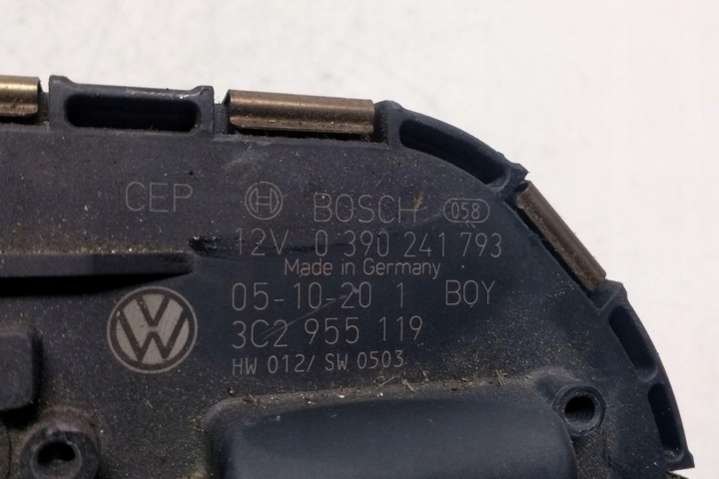 CEP BOSCH 058
12V 0 390 241 793
Made in Germany
05-10-20 1 BOY
3C2 955 119
HW 012/ SW 0503